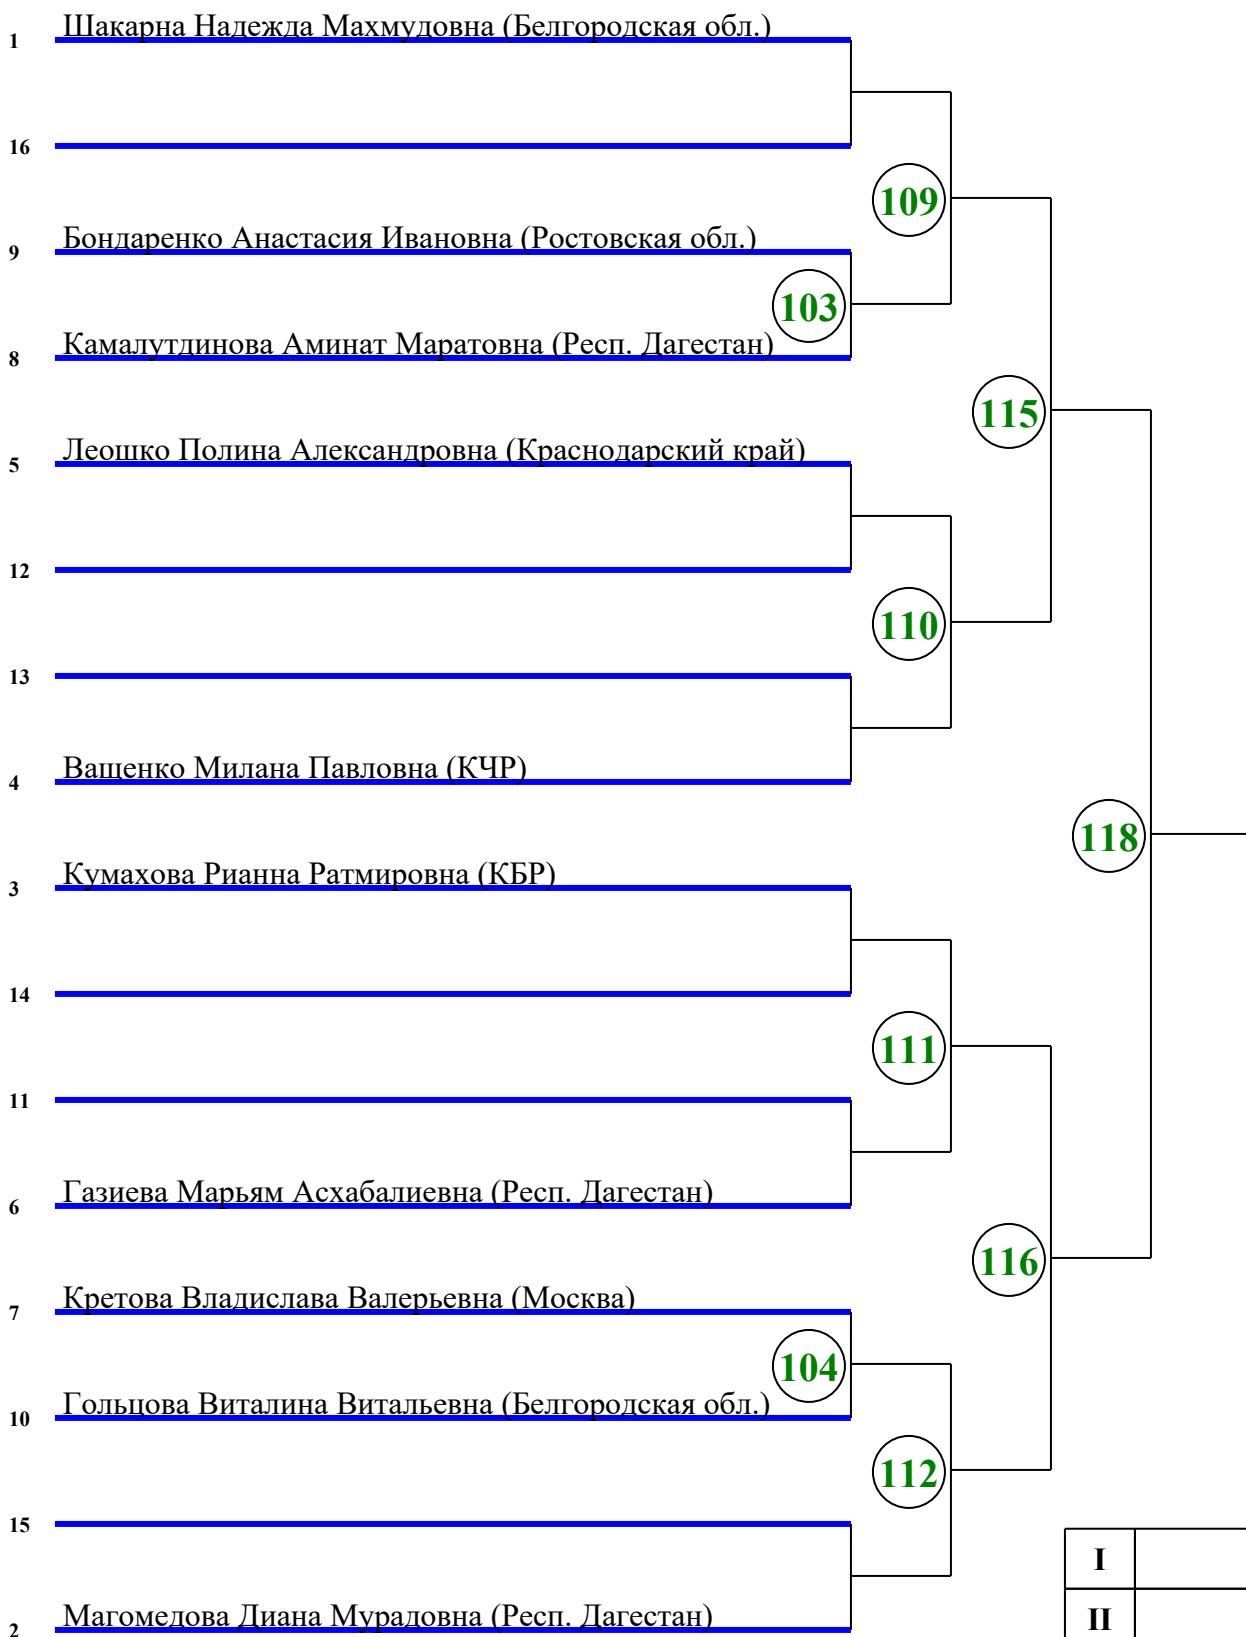 1 Шакарна Надежда Махмудовна (Белгородская обл.)
16
109
9 Бондаренко Анастасия Ивановна (Ростовская обл.)
103
8 Камалутдинова Аминат Маратовна (Респ. Дагестан)
115
5 Леошко Полина Александровна (Краснодарский край)
12
110
13
4 Ващенко Милана Павловна (КЧР)
118
3 Кумахова Рианна Ратмировна (КБР)
14
111
11
6 Газиева Марьям Асхабалиевна (Респ. Дагестан)
116
7 Кретова Владислава Валерьевна (Москва)
104
10 Гольцова Виталина Витальевна (Белгородская обл.)
112
15
I
2 Магомедова Диана Мурадовна (Респ. Дагестан)
II